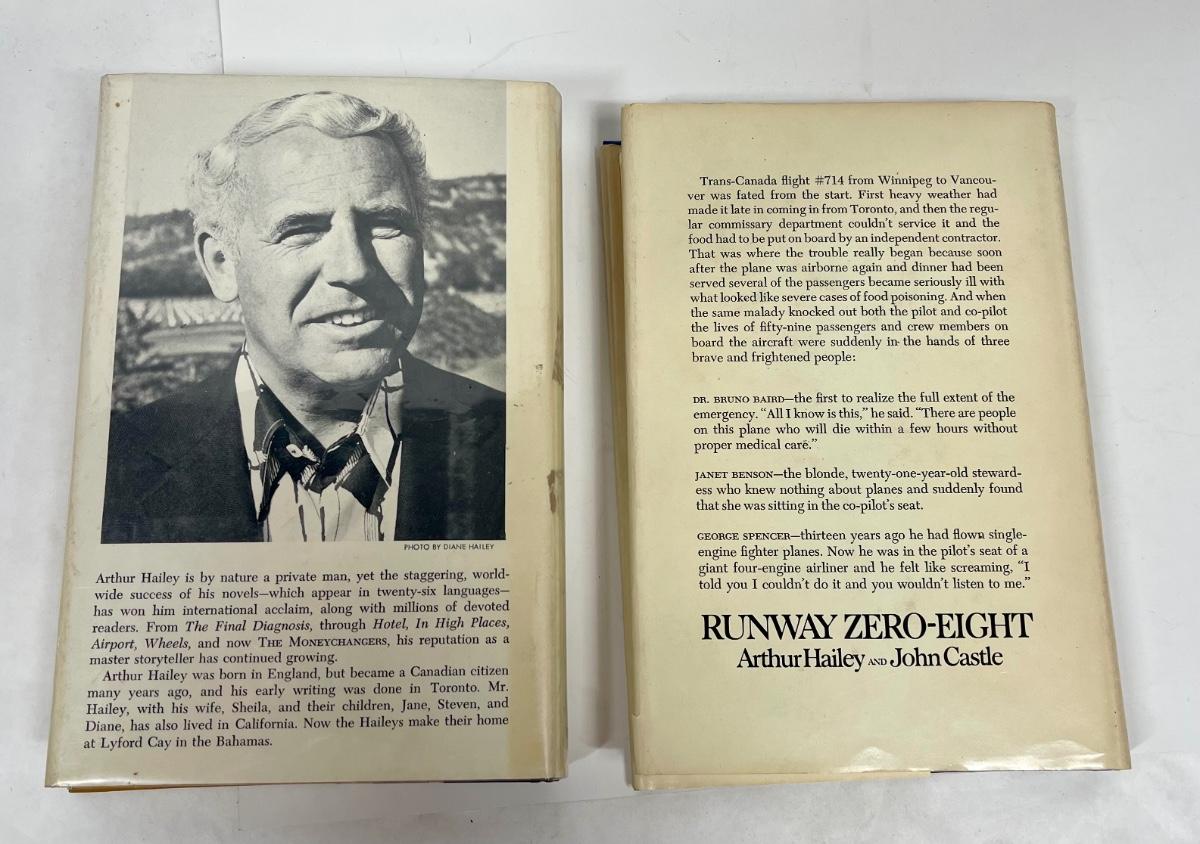 PHOTO BY DIANE HAILEY
Arthur Hailey is by nature a private man, yet the staggering, world-
wide success of his novels—which appear in twenty-six languages—
has won him international acclaim, along with millions of devoted
readers. From The Final Diagnosis, through Hotel, In High Places,
Airport, Wheels, and now THE MONEYCHANGERS, his reputation as a
master storyteller has continued growing.
Arthur Hailey was born in England, but became a Canadian citizen
many years ago, and his early writing was done in Toronto. Mr.
Hailey, with his wife, Sheila, and their children, Jane, Steven, and
Diane, has also lived in California. Now the Haileys make their home
at Lyford Cay in the Bahamas.
Trans-Canada flight #714 from Winnipeg to Vancou-
ver was fated from the start. First heavy weather had
made it late in coming in from Toronto, and then the regu-
lar commissary department couldn't service it and the
food had to be put on board by an independent contractor.
That was where the trouble really began because soon
after the plane was airborne again and dinner had been
served several of the passengers became seriously ill with
what looked like severe cases of food poisoning. And when
the same malady knocked out both the pilot and co-pilot
the lives of fifty-nine passengers and crew members on
board the aircraft were suddenly in the hands of three
brave and frightened people:
DR. BRUNO BAIRD—the first to realize the full extent of the
emergency. "All I know is this," he said. "There are people
on this plane who will die within a few hours without
proper medical care."
JANET BENSON—the blonde, twenty-one-year-old steward-
ess who knew nothing about planes and suddenly found
that she was sitting in the co-pilot's seat.
GEORGE SPENCER—thirteen years ago he had flown single-
engine fighter planes. Now he was in the pilot's seat of a
giant four-engine airliner and he felt like screaming, "I
told you I couldn't do it and you wouldn't listen to me."
RUNWAY ZERO-EIGHT
Arthur Hailey AND John Castle